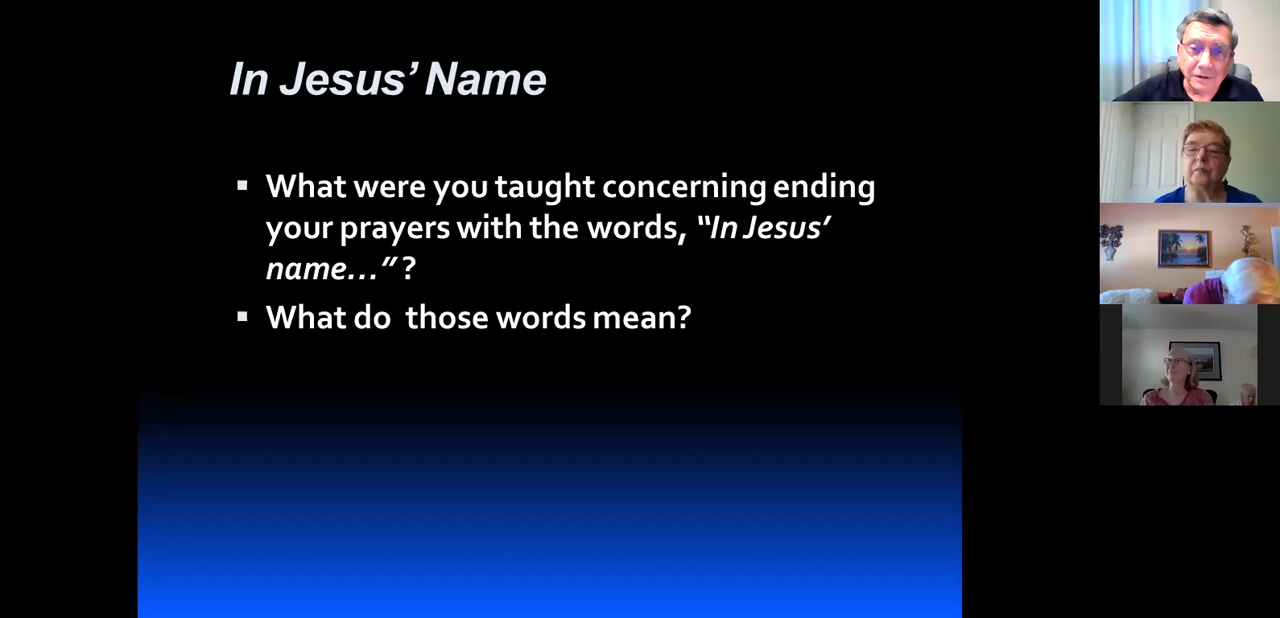 In Jesus’ Name
▪ What were you taught concerning ending
your prayers with the words, “In Jesus’
name…” ?
▪ What do  those words mean?